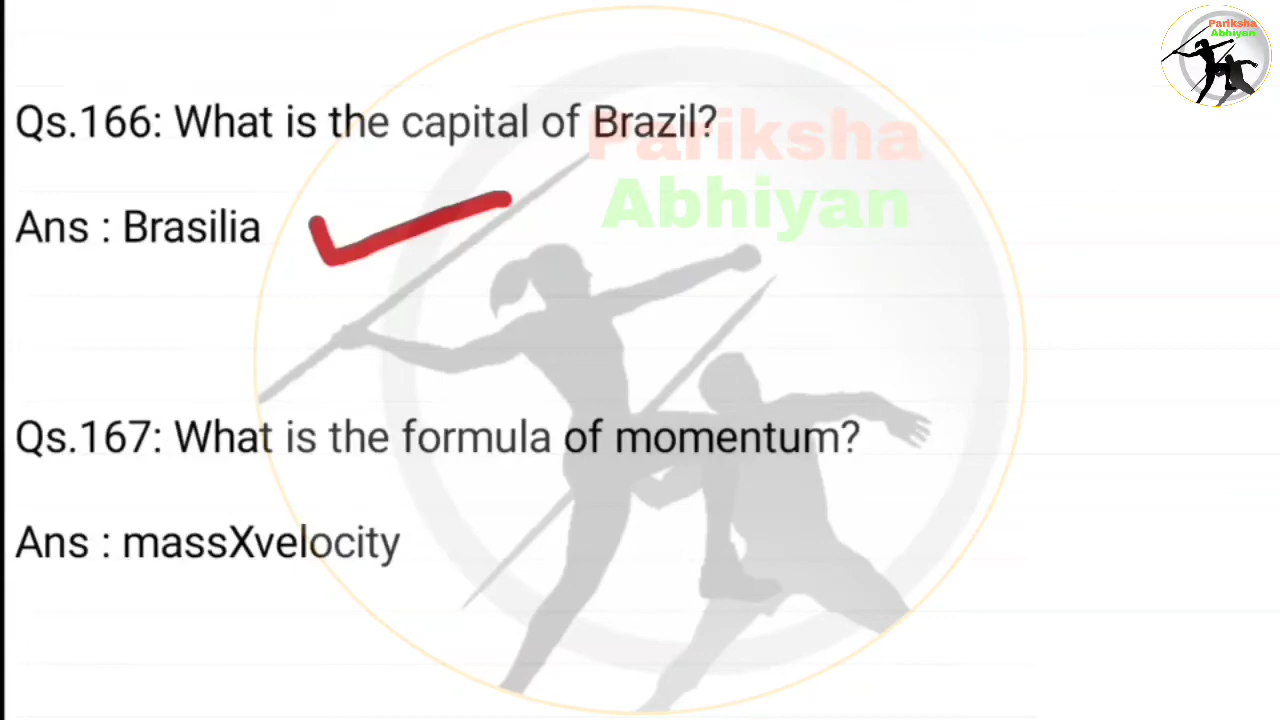 Pariksha
Abhiyan
Qs.166: What is the capital of Brazil?
Pariksha
Abhiyan
Ans : Brasilia
Qs.167: What is the formula of momentum?
Ans : massXvelocity